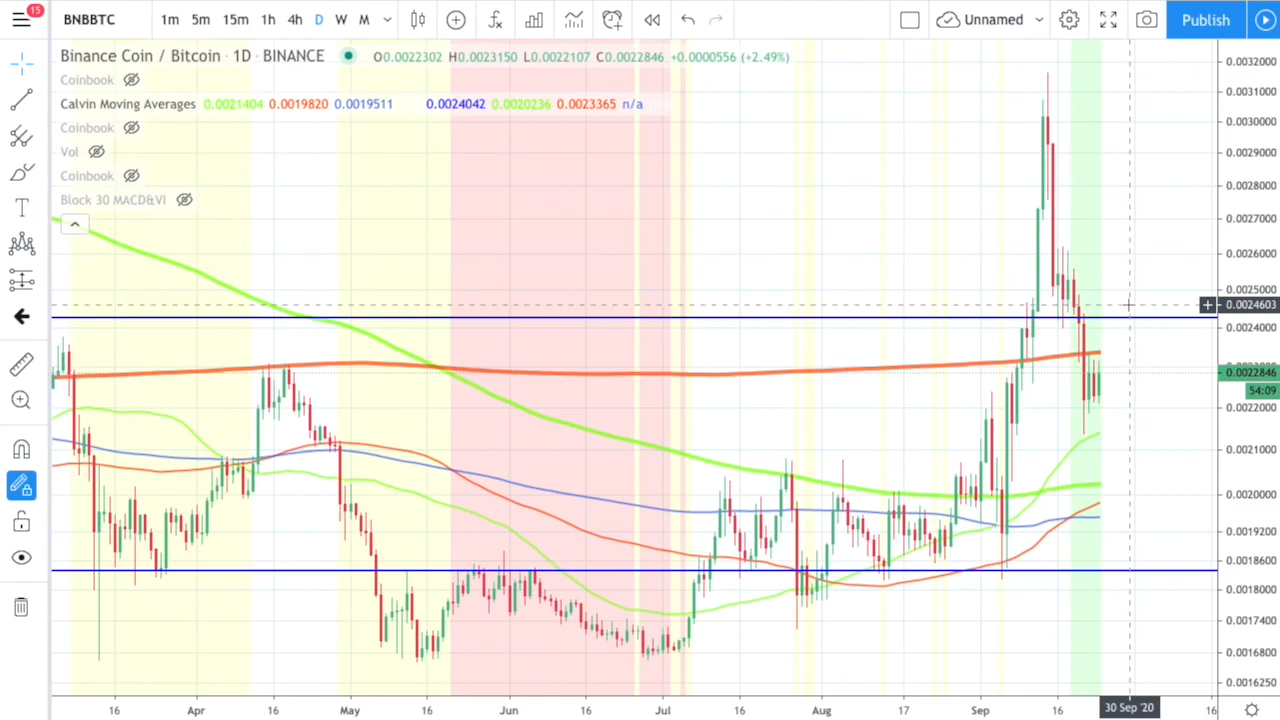 15
BNBBTC 1m 5m 15m 1h 4h D W M Unnamed Publish
Binance Coin / Bitcoin · 1D · BINANCE O0.0022302 H0.0023150 L0.0022107 C0.0022846 +0.0000556 (+2.49%)
Coinbook
Calvin Moving Averages 0.0021404 0.0019820 0.0019511 0.0024042 0.0020236 0.0023365 n/a
Coinbook
Vol
Coinbook
Block 30 MACD&VI
0.0032000
0.0031000
0.0030000
0.0029000
0.0028000
0.0027000
0.0026000
0.0025000
0.0024603
0.0024000
0.0022846
54:09
0.0022000
0.0021000
0.0020000
0.0019200
0.0018600
0.0018000
0.0017400
0.0016800
0.0016250
16 Apr 16 May 16 Jun 16 Jul 16 Aug 17 Sep 16 30 Sep '20 16